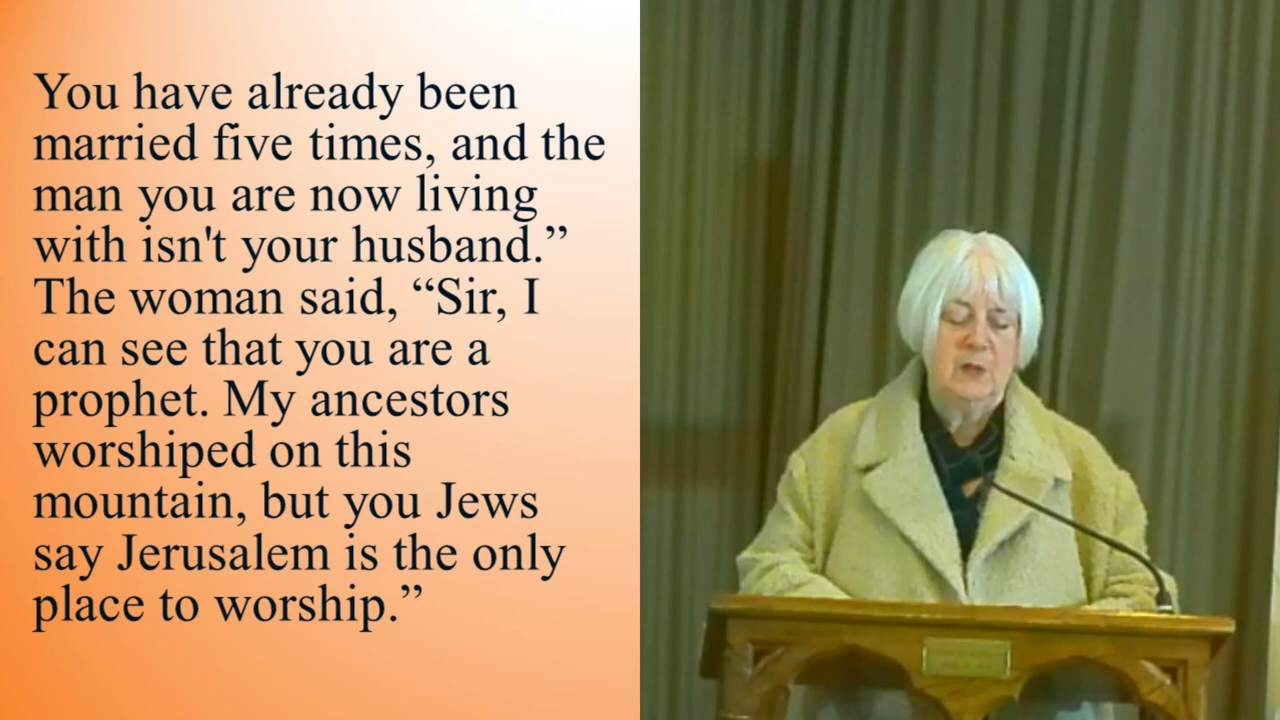 You have already been
married five times, and the
man you are now living
with isn't your husband.”
The woman said, “Sir, I
can see that you are a
prophet. My ancestors
worshiped on this
mountain, but you Jews
say Jerusalem is the only
place to worship.”